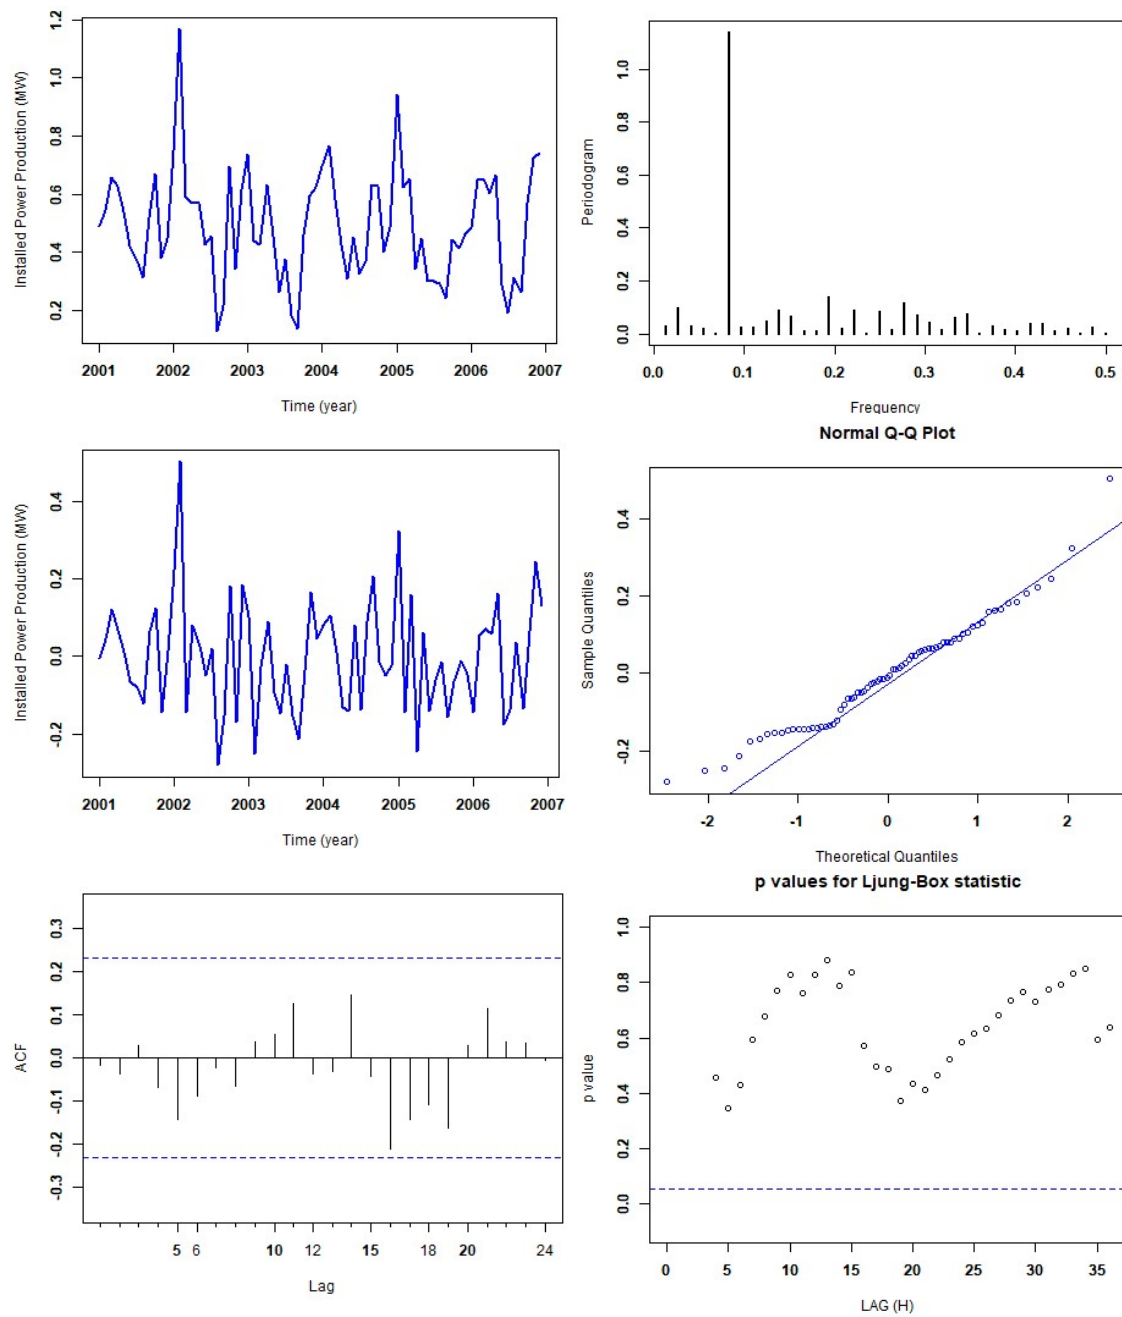 Installed Power Production (MW)
1.2
1.0
0.8
0.6
0.4
0.2
2001 2002 2003 2004 2005 2006 2007
Time (year)
Periodogram
1.0
0.8
0.6
0.4
0.2
0.0
0.0 0.1 0.2 0.3 0.4 0.5
Frequency
Installed Power Production (MW)
0.4
0.2
0.0
-0.2
2001 2002 2003 2004 2005 2006 2007
Time (year)
Normal Q-Q Plot
Sample Quantiles
0.4
0.2
0.0
-0.2
-2 -1 0 1 2
Theoretical Quantiles
ACF
0.3
0.2
0.1
0.0
-0.1
-0.2
-0.3
5 6 10 12 15 18 20 24
Lag
p values for Ljung-Box statistic
p value
1.0
0.8
0.6
0.4
0.2
0.0
0 5 10 15 20 25 30 35
LAG (H)